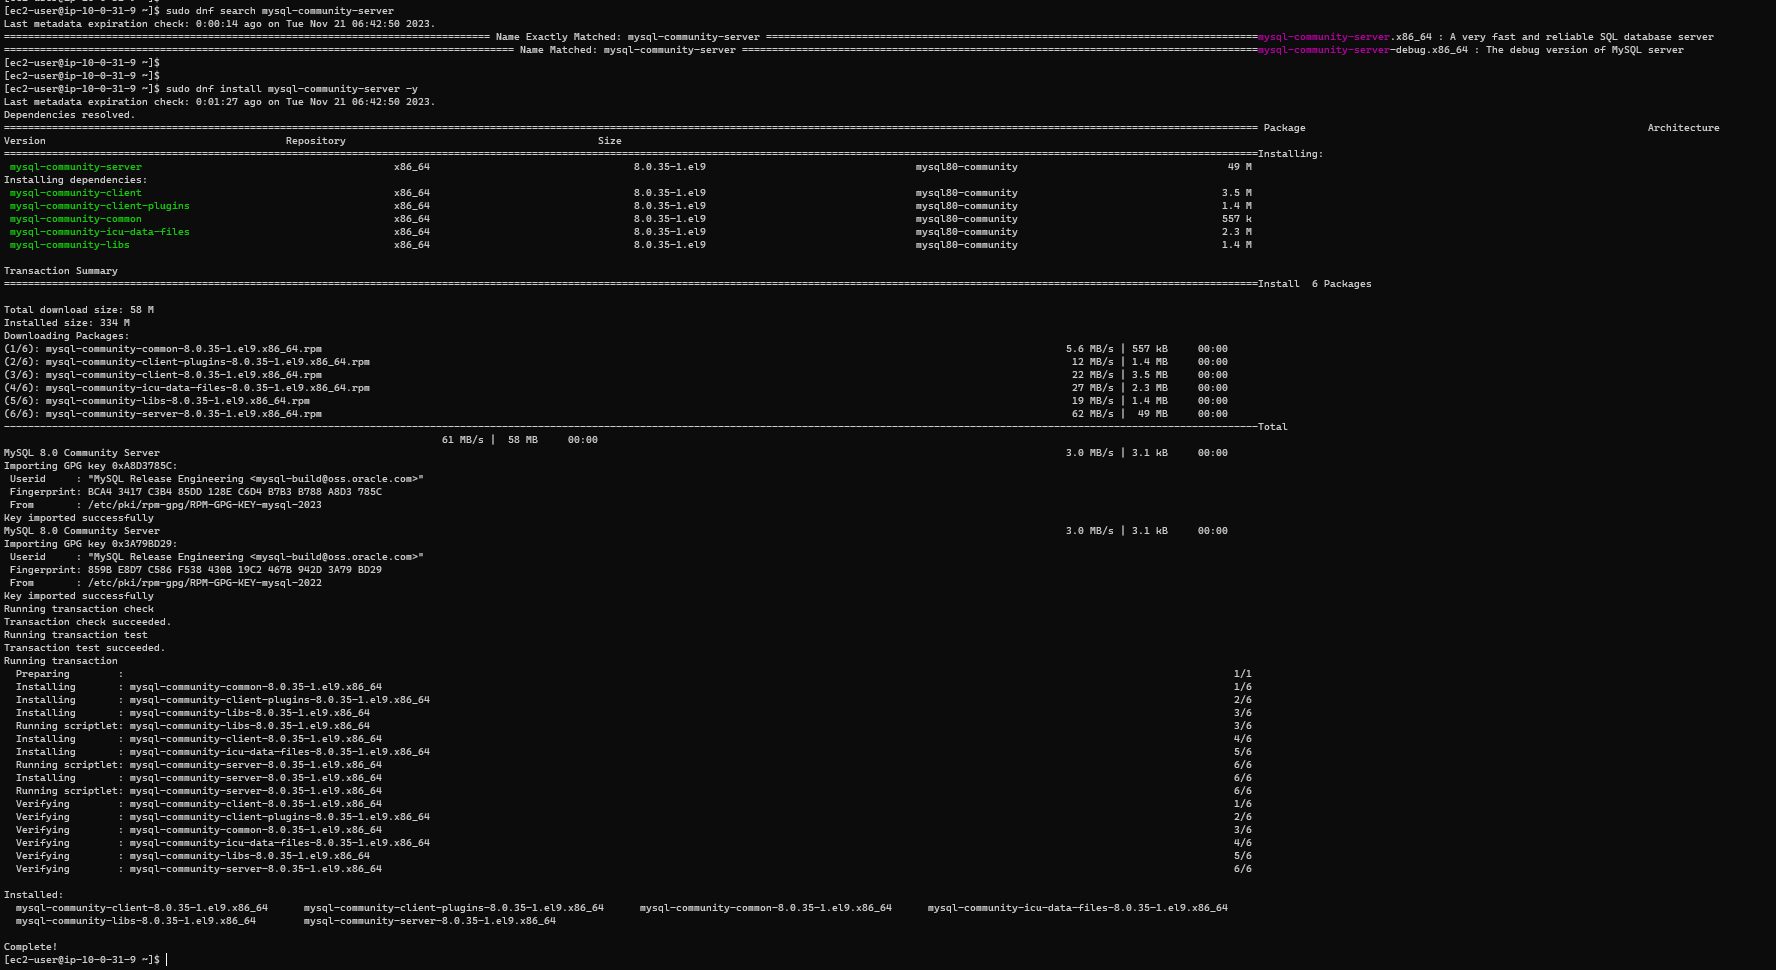 [ec2-user@ip-10-0-31-9 ~]$ sudo dnf search mysql-community-server
Last metadata expiration check: 0:00:14 ago on Tue Nov 21 06:42:50 2023.
================ Name Exactly Matched: mysql-community-server ================mysql-community-server.x86_64 : A very fast and reliable SQL database server
================ Name Matched: mysql-community-server ================mysql-community-server-debug.x86_64 : The debug version of MySQL server
[ec2-user@ip-10-0-31-9 ~]$
[ec2-user@ip-10-0-31-9 ~]$
[ec2-user@ip-10-0-31-9 ~]$ sudo dnf install mysql-community-server -y
Last metadata expiration check: 0:01:27 ago on Tue Nov 21 06:42:50 2023.
Dependencies resolved.
================ Package Architecture
Version Repository Size
================Installing:
mysql-community-server x86_64 8.0.35-1.el9 mysql80-community 49 M
Installing dependencies:
mysql-community-client x86_64 8.0.35-1.el9 mysql80-community 3.5 M
mysql-community-client-plugins x86_64 8.0.35-1.el9 mysql80-community 1.4 M
mysql-community-common x86_64 8.0.35-1.el9 mysql80-community 557 k
mysql-community-icu-data-files x86_64 8.0.35-1.el9 mysql80-community 2.3 M
mysql-community-libs x86_64 8.0.35-1.el9 mysql80-community 1.4 M
Transaction Summary
================Install 6 Packages
Total download size: 58 M
Installed size: 334 M
Downloading Packages:
(1/6): mysql-community-common-8.0.35-1.el9.x86_64.rpm 5.6 MB/s | 557 kB 00:00
(2/6): mysql-community-client-plugins-8.0.35-1.el9.x86_64.rpm 12 MB/s | 1.4 MB 00:00
(3/6): mysql-community-client-8.0.35-1.el9.x86_64.rpm 22 MB/s | 3.5 MB 00:00
(4/6): mysql-community-icu-data-files-8.0.35-1.el9.x86_64.rpm 27 MB/s | 2.3 MB 00:00
(5/6): mysql-community-libs-8.0.35-1.el9.x86_64.rpm 19 MB/s | 1.4 MB 00:00
(6/6): mysql-community-server-8.0.35-1.el9.x86_64.rpm 62 MB/s | 49 MB 00:00
----------------Total
61 MB/s | 58 MB 00:00
MySQL 8.0 Community Server 3.0 MB/s | 3.1 kB 00:00
Importing GPG key 0xA8D3785C:
Userid : "MySQL Release Engineering <mysql-build@oss.oracle.com>"
Fingerprint: BCA4 3417 C3B4 85DD 128E C6D4 B7B3 B788 A8D3 785C
From : /etc/pki/rpm-gpg/RPM-GPG-KEY-mysql-2023
Key imported successfully
MySQL 8.0 Community Server 3.0 MB/s | 3.1 kB 00:00
Importing GPG key 0x3A79BD29:
Userid : "MySQL Release Engineering <mysql-build@oss.oracle.com>"
Fingerprint: 859B E8D7 C586 F538 430B 19C2 467B 942D 3A79 BD29
From : /etc/pki/rpm-gpg/RPM-GPG-KEY-mysql-2022
Key imported successfully
Running transaction check
Transaction check succeeded.
Running transaction test
Transaction test succeeded.
Running transaction
Preparing : 1/1
Installing : mysql-community-common-8.0.35-1.el9.x86_64 1/6
Installing : mysql-community-client-plugins-8.0.35-1.el9.x86_64 2/6
Installing : mysql-community-libs-8.0.35-1.el9.x86_64 3/6
Running scriptlet: mysql-community-libs-8.0.35-1.el9.x86_64 3/6
Installing : mysql-community-client-8.0.35-1.el9.x86_64 4/6
Installing : mysql-community-icu-data-files-8.0.35-1.el9.x86_64 5/6
Running scriptlet: mysql-community-server-8.0.35-1.el9.x86_64 6/6
Installing : mysql-community-server-8.0.35-1.el9.x86_64 6/6
Running scriptlet: mysql-community-server-8.0.35-1.el9.x86_64 6/6
Verifying : mysql-community-client-8.0.35-1.el9.x86_64 1/6
Verifying : mysql-community-client-plugins-8.0.35-1.el9.x86_64 2/6
Verifying : mysql-community-common-8.0.35-1.el9.x86_64 3/6
Verifying : mysql-community-icu-data-files-8.0.35-1.el9.x86_64 4/6
Verifying : mysql-community-libs-8.0.35-1.el9.x86_64 5/6
Verifying : mysql-community-server-8.0.35-1.el9.x86_64 6/6
Installed:
mysql-community-client-8.0.35-1.el9.x86_64 mysql-community-client-plugins-8.0.35-1.el9.x86_64 mysql-community-common-8.0.35-1.el9.x86_64 mysql-community-icu-data-files-8.0.35-1.el9.x86_64
mysql-community-libs-8.0.35-1.el9.x86_64 mysql-community-server-8.0.35-1.el9.x86_64
Complete!
[ec2-user@ip-10-0-31-9 ~]$